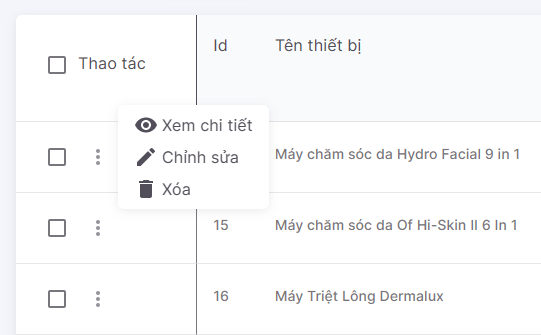 Thao tác
Id
Tên thiết bị
Xem chi tiết
Chỉnh sửa
Xóa
Máy chăm sóc da Hydro Facial 9 in 1
15
Máy chăm sóc da Of Hi-Skin II 6 In 1
16
Máy Triệt Lông Dermalux